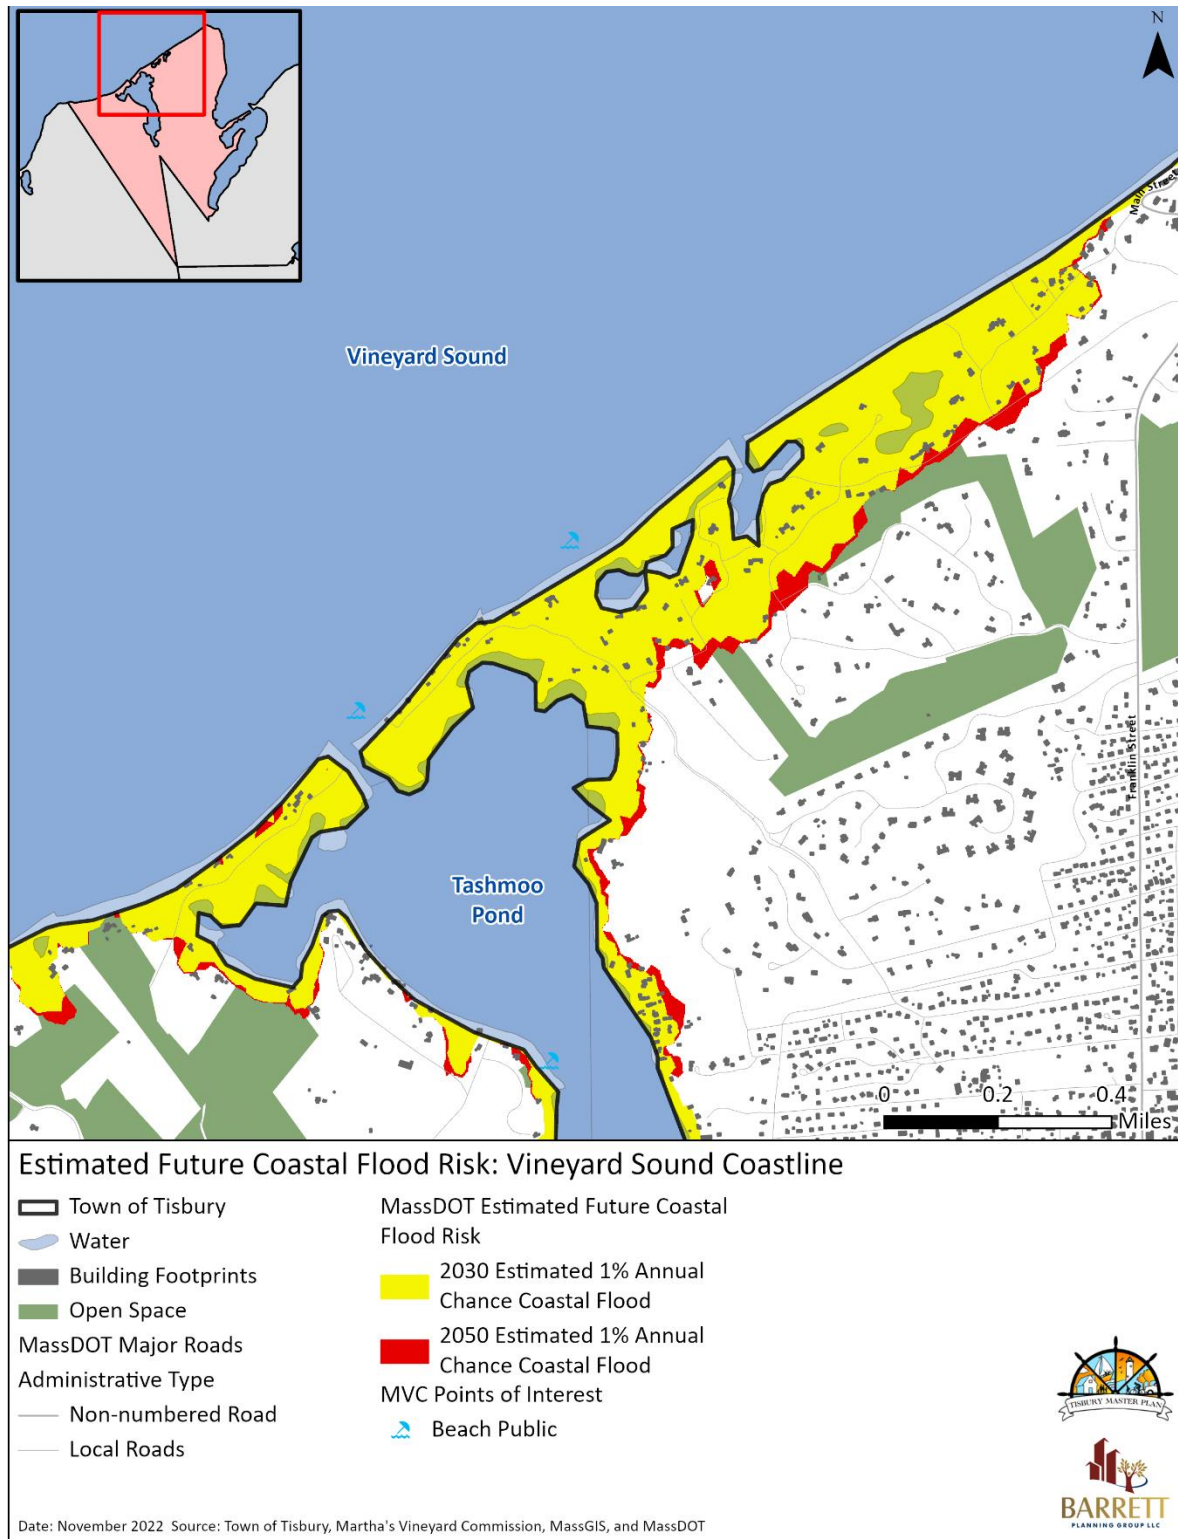 N
Main Street
Vineyard Sound
Franklin Street
Tashmoo
Pond
0 0.2 0.4
Miles
Estimated Future Coastal Flood Risk: Vineyard Sound Coastline
Town of Tisbury
Water
Building Footprints
Open Space
MassDOT Major Roads
Administrative Type
Non-numbered Road
Local Roads
MassDOT Estimated Future Coastal
Flood Risk
2030 Estimated 1% Annual
Chance Coastal Flood
2050 Estimated 1% Annual
Chance Coastal Flood
MVC Points of Interest
Beach Public
TISBURY MASTER PLAN
BARRETT
PLANNING GROUP LLC
Date: November 2022 Source: Town of Tisbury, Martha's Vineyard Commission, MassGIS, and MassDOT